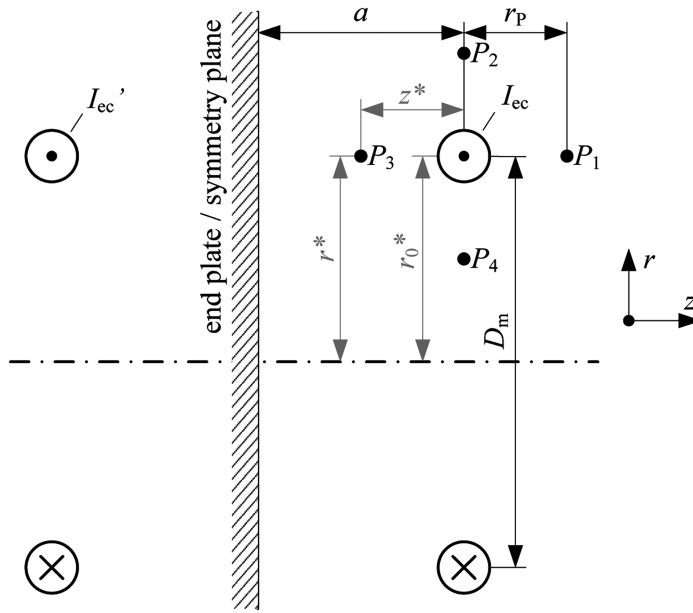 a
r_P
P_2
I_ec'
z*
I_ec
P_3
P_1
end plate / symmetry plane
r*
r_0*
P_4
r
z
D_m